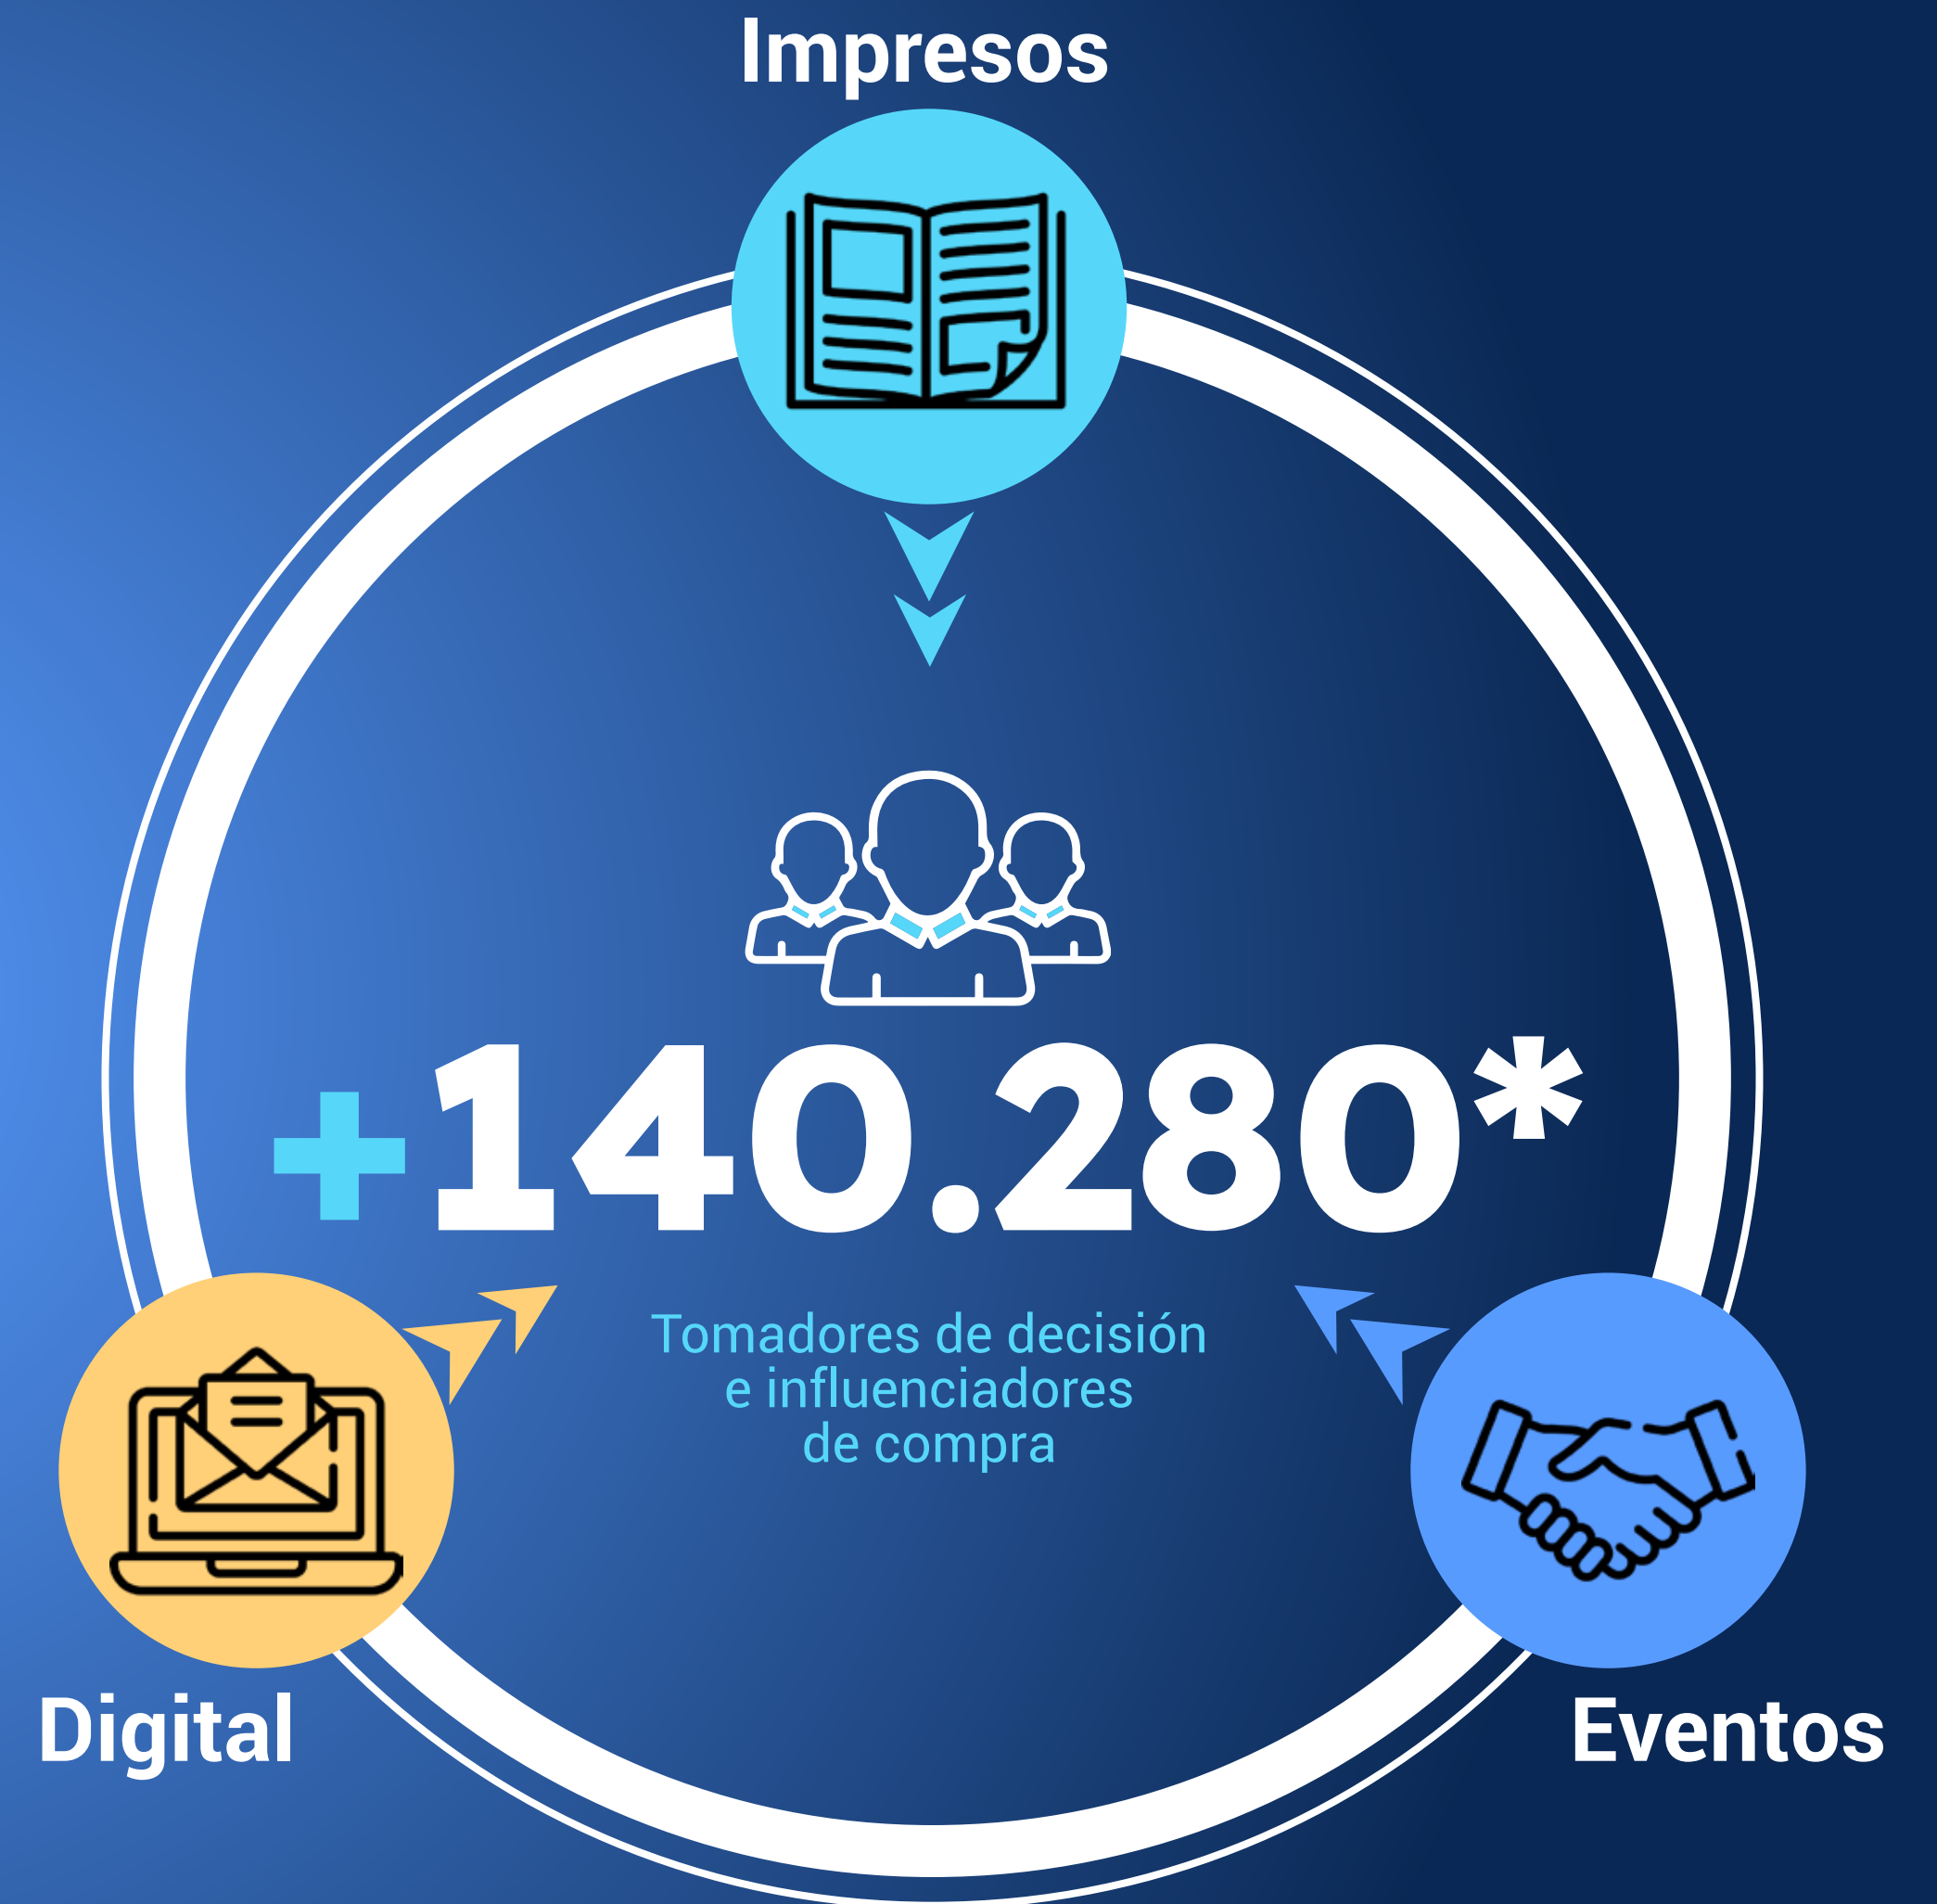 Impresos
+140.280*
Tomadores de decisión
e influenciadores
de compra
Digital
Eventos